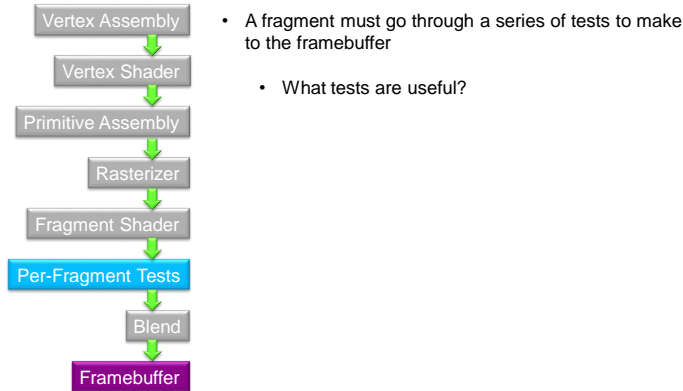 Vertex Assembly
Vertex Shader
Primitive Assembly
Rasterizer
Fragment Shader
Per-Fragment Tests
Blend
Framebuffer
• A fragment must go through a series of tests to make
to the framebuffer
• What tests are useful?